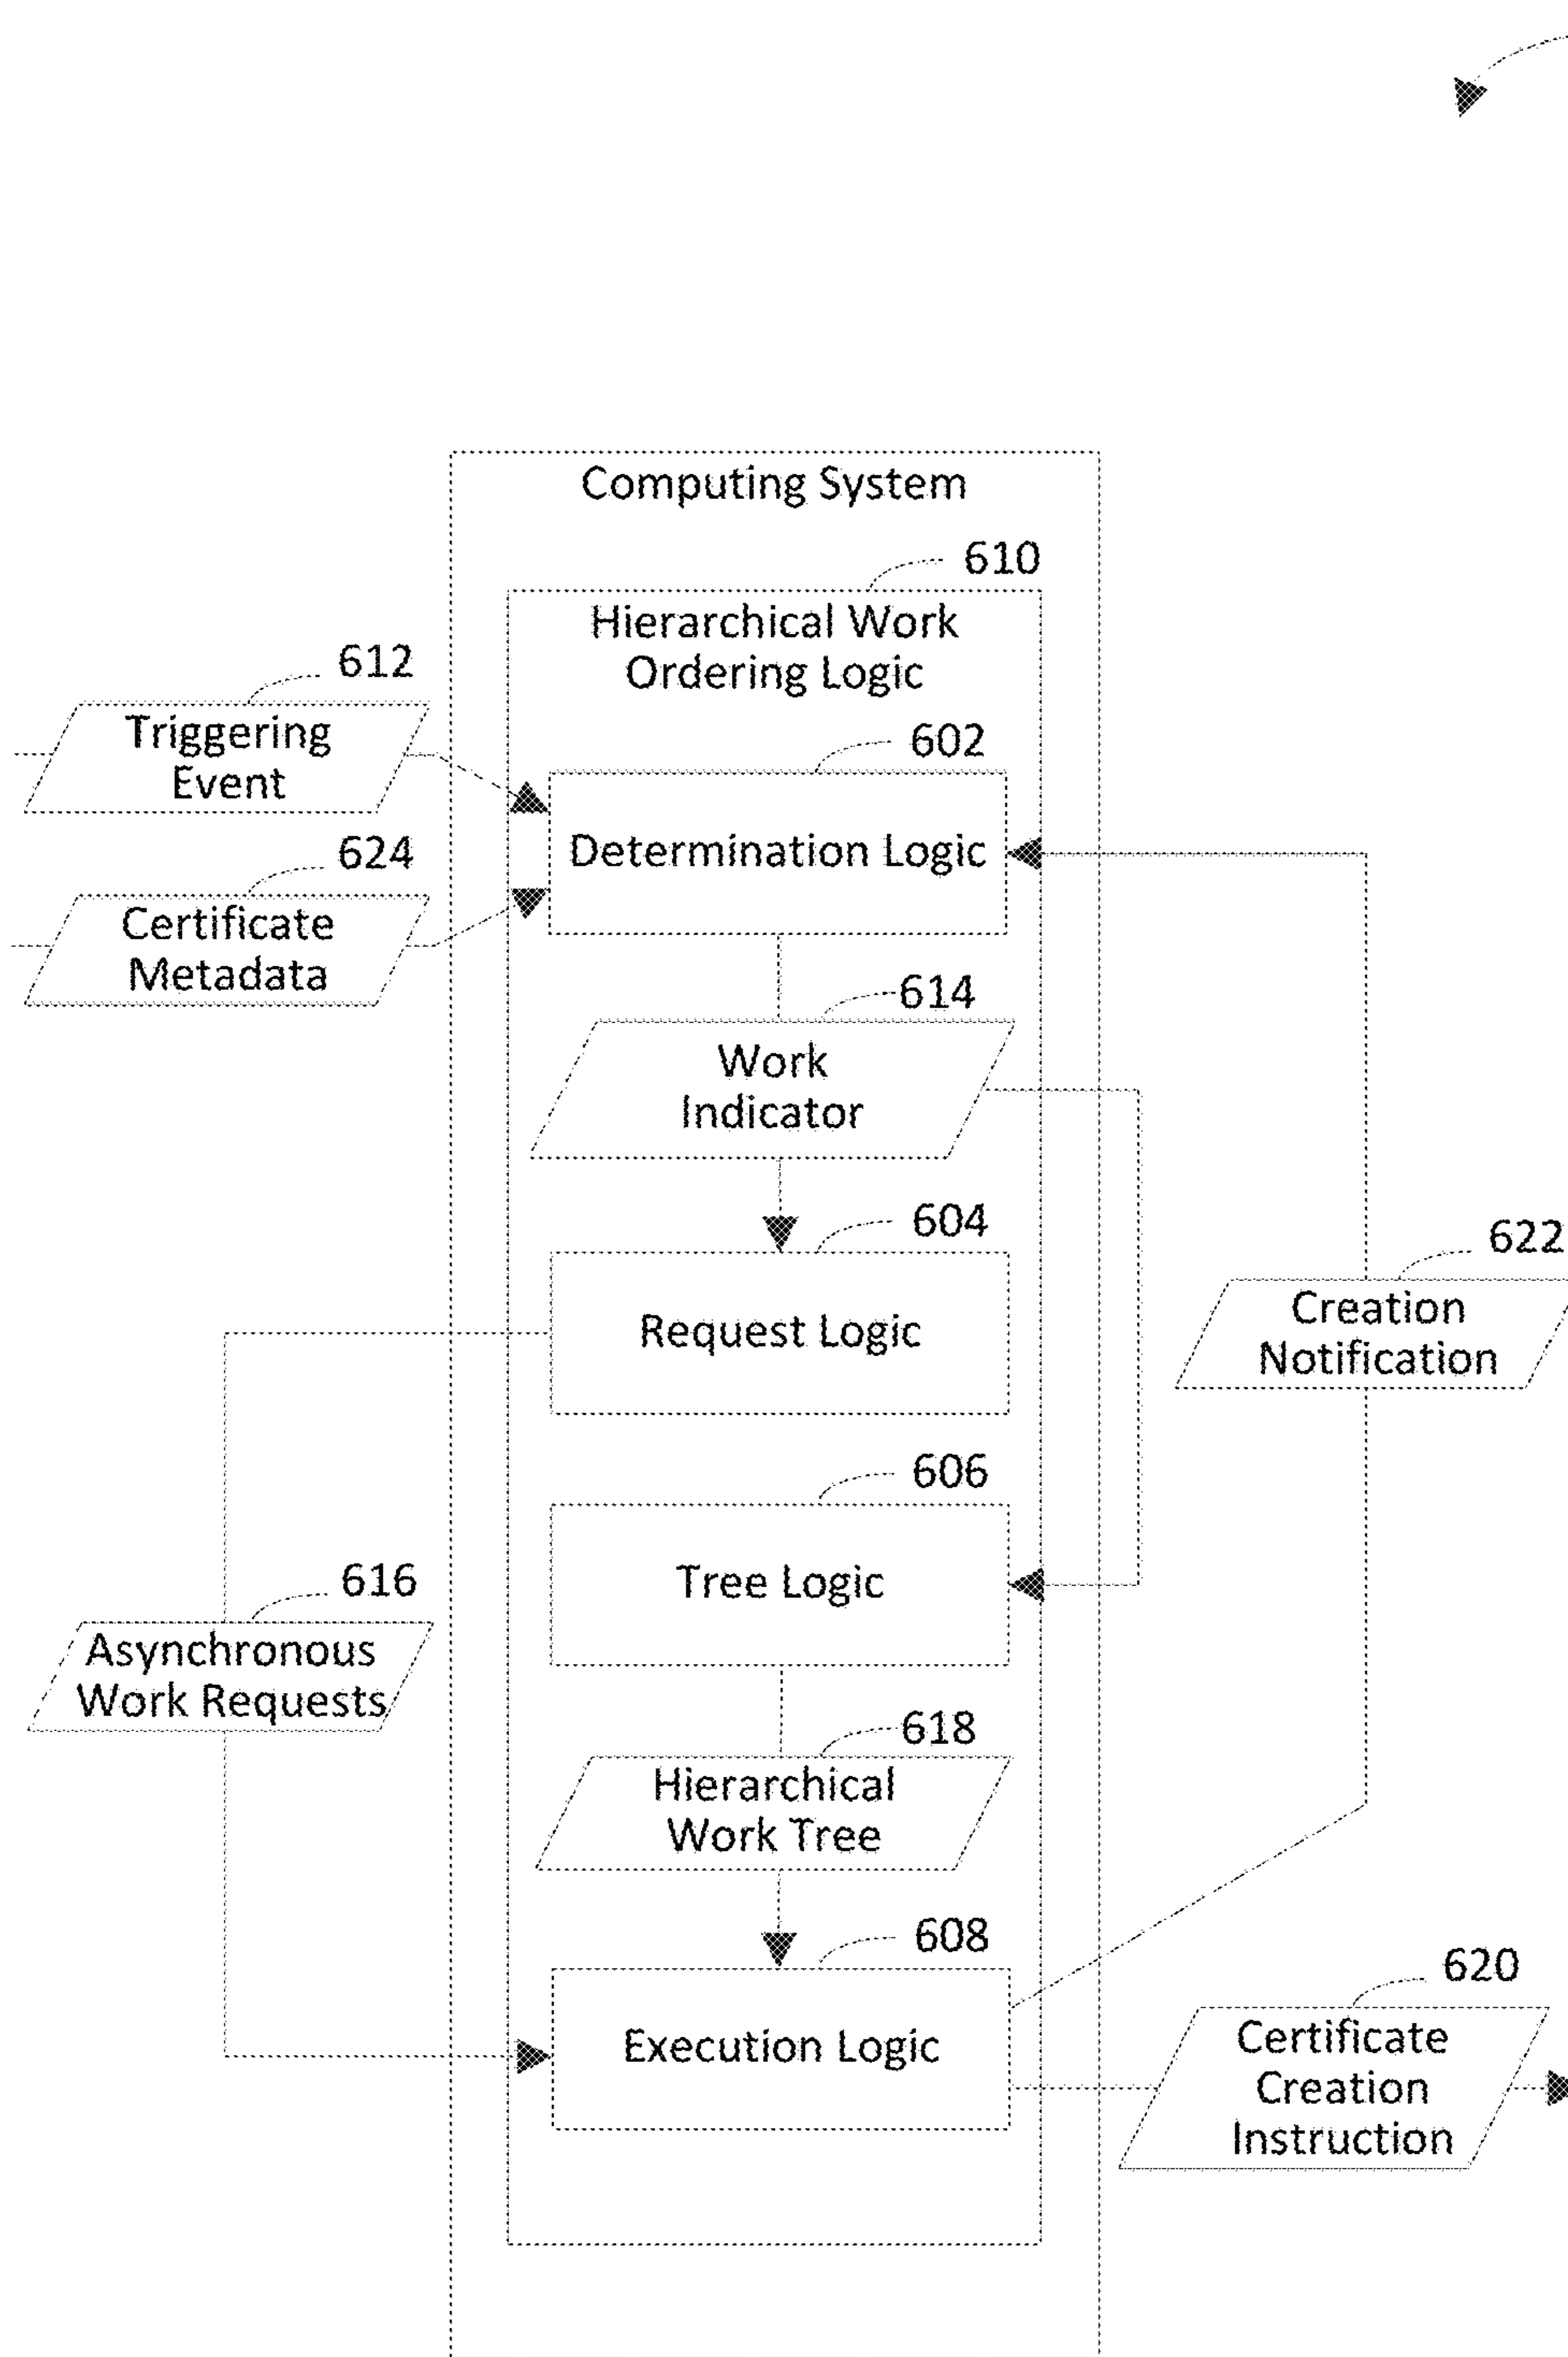 Computing System
610
Hierarchical Work
Ordering Logic
612
Triggering
Event
602
Determination Logic
624
Certificate
Metadata
614
Work
Indicator
604
Request Logic
622
Creation
Notification
606
Tree Logic
616
Asynchronous
Work Requests
618
Hierarchical
Work Tree
608
Execution Logic
620
Certificate
Creation
Instruction